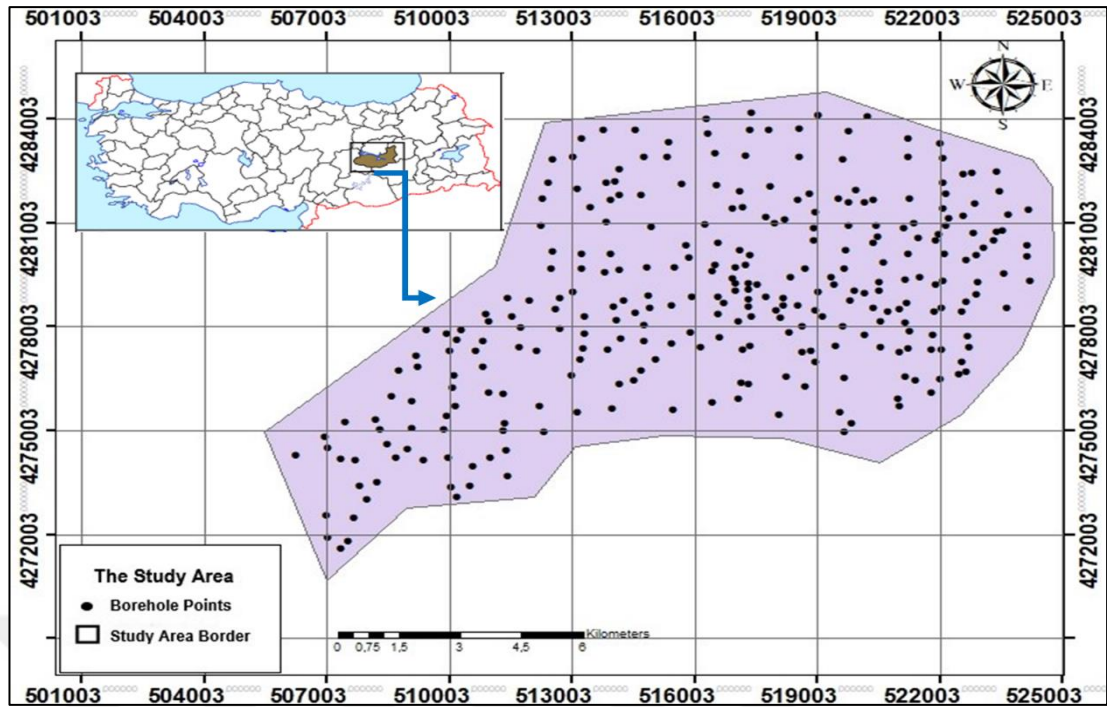 501003 504003 507003 510003 513003 516003 519003 522003 525003
N
W E
S
4284003 4284003
4281003 4281003
4278003 4278003
4275003 4275003
4272003 4272003
The Study Area
Borehole Points
Study Area Border
Kilometers
0 0,75 1,5 3 4,5 6
501003 504003 507003 510003 513003 516003 519003 522003 525003